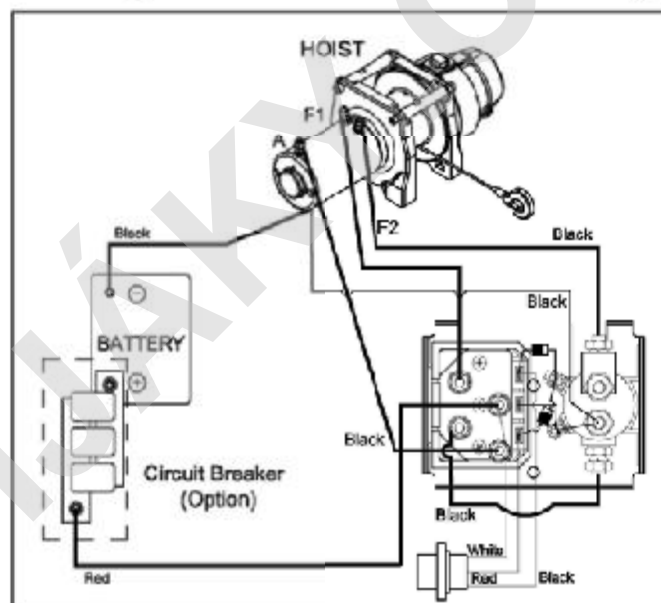 HOIST
F1
A
F2
Black
Black
Black
BATTERY
Black
Circuit Breaker
(Option)
Black
White
Red
Red
Black